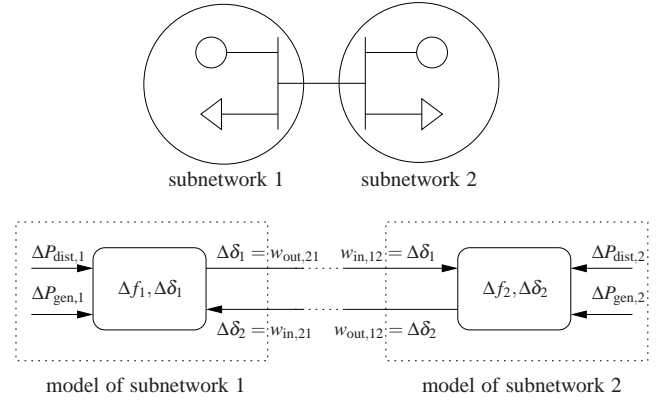 subnetwork 1 subnetwork 2
ΔP_dist,1 Δδ_1 = w_out,21 w_in,12 = Δδ_1 ΔP_dist,2
Δf_1, Δδ_1 Δf_2, Δδ_2
ΔP_gen,1 ΔP_gen,2
Δδ_2 = w_in,21 w_out,12 = Δδ_2
model of subnetwork 1 model of subnetwork 2